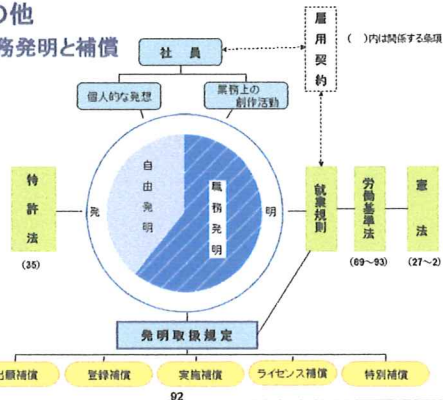 の他
務発明と補償
社員
雇用契約
( )内は関係する条項
個人的な発想
業務上の
創作活動
特許法
(35)
発
自由発明
職務発明
明
就業規則
労働基準法
(89~93)
憲法
(27~2)
発明取扱規定
出願補償
登録補償
実施補償
ライセンス補償
特別補償
92